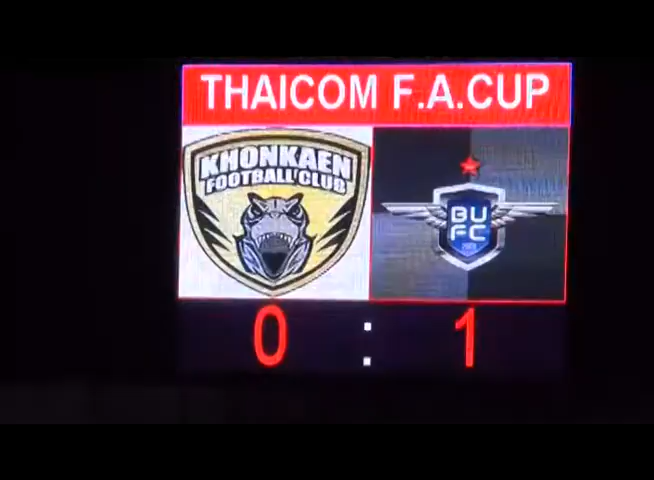 THAICOM F.A.CUP
KHONKAEN
FOOTBALL CLUB
BU
FC
0 : 1